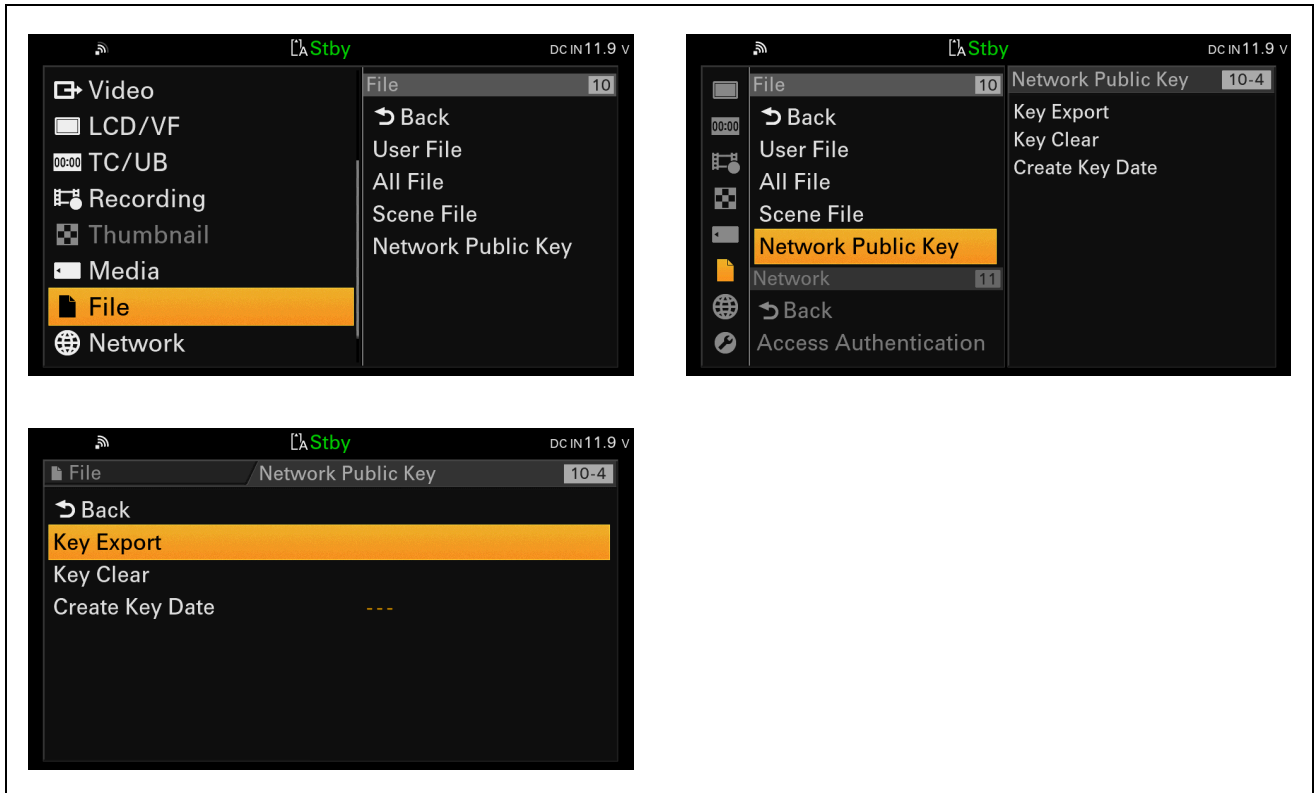 Stby DC IN 11.9 V
Video
LCD/VF
00:00 TC/UB
Recording
Thumbnail
Media
File
Network
File 10
Back
User File
All File
Scene File
Network Public Key
Stby DC IN 11.9 V
00:00
File 10
Back
User File
All File
Scene File
Network Public Key
Network 11
Back
Access Authentication
Network Public Key 10-4
Key Export
Key Clear
Create Key Date
Stby DC IN 11.9 V
File Network Public Key 10-4
Back
Key Export
Key Clear
Create Key Date ---